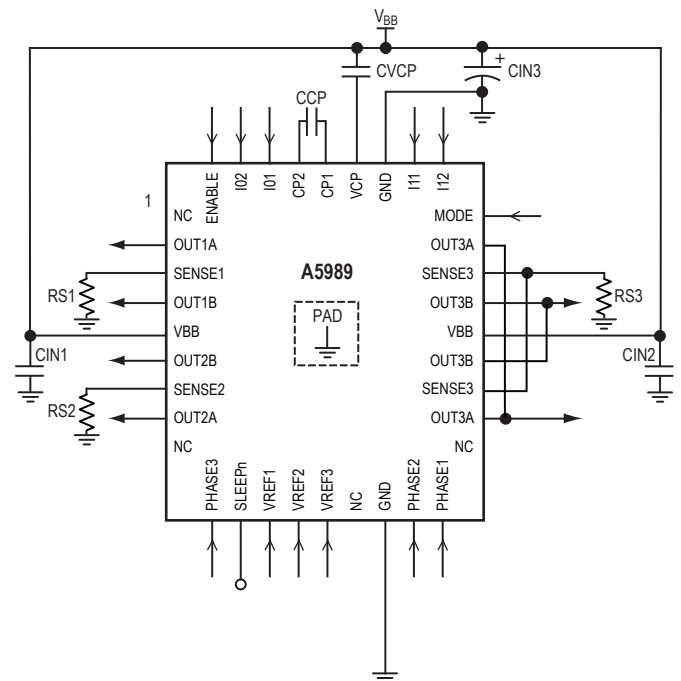 VBB
CVCP
+
CIN3
CCP
ENABLE
I02
I01
CP2
CP1
VCP
GND
I11
I12
1
NC
MODE
OUT1A
OUT3A
SENSE1
A5989
SENSE3
RS1
OUT1B
PAD
OUT3B
RS3
VBB
VBB
CIN1
OUT2B
OUT3B
CIN2
SENSE2
SENSE3
RS2
OUT2A
OUT3A
NC
NC
PHASE3
SLEEPn
VREF1
VREF2
VREF3
NC
GND
PHASE2
PHASE1